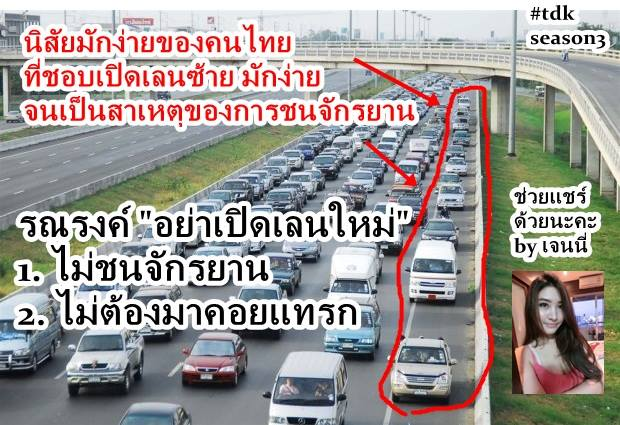 #tdk
season3
นิสัยมักง่ายของคนไทย
ที่ชอบเปิดเลนซ้าย มักง่าย
จนเป็นสาเหตุของการชนจักรยาน
รณรงค์ "อย่าเปิดเลนใหม่"
1. ไม่ชนจักรยาน
2. ไม่ต้องมาคอยแทรก
ช่วยแชร์
ด้วยนะคะ
by เจนนี่